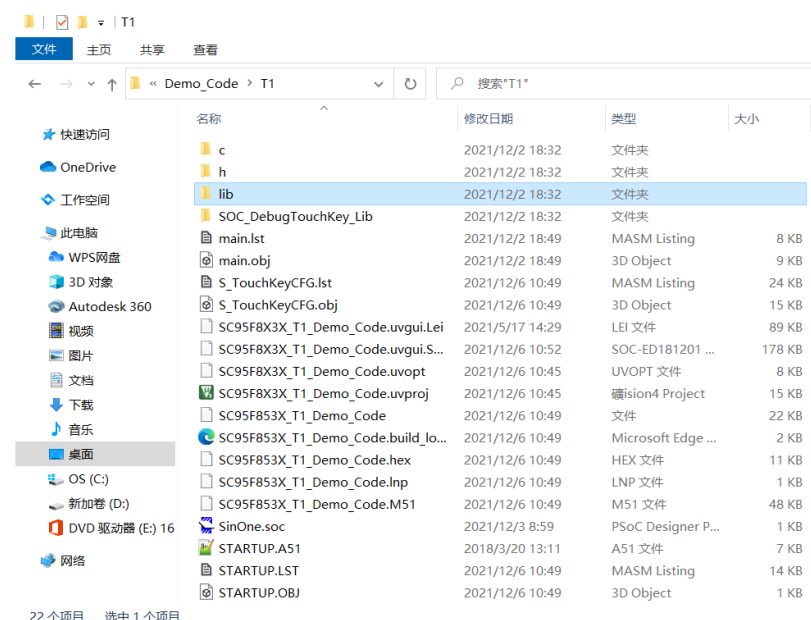 T1
文件 主页 共享 查看
« Demo_Code › T1 搜索"T1"
名称 修改日期 类型 大小
快速访问
OneDrive
工作空间
此电脑
WPS网盘
3D 对象
Autodesk 360
视频
图片
文档
下载
音乐
桌面
OS (C:)
新加卷 (D:)
DVD 驱动器 (E:) 16
网络
c 2021/12/2 18:32 文件夹
h 2021/12/2 18:32 文件夹
lib 2021/12/2 18:32 文件夹
SOC_DebugTouchKey_Lib 2021/12/2 18:32 文件夹
main.lst 2021/12/2 18:49 MASM Listing 8 KB
main.obj 2021/12/2 18:49 3D Object 9 KB
S_TouchKeyCFG.lst 2021/12/6 10:49 MASM Listing 24 KB
S_TouchKeyCFG.obj 2021/12/6 10:49 3D Object 15 KB
SC95F8X3X_T1_Demo_Code.uvgui.Lei 2021/5/17 14:29 LEI 文件 89 KB
SC95F8X3X_T1_Demo_Code.uvgui.S... 2021/12/6 10:52 SOC-ED181201 ... 178 KB
SC95F8X3X_T1_Demo_Code.uvopt 2021/12/6 10:45 UVOPT 文件 8 KB
SC95F8X3X_T1_Demo_Code.uvproj 2021/12/6 10:45 礦ision4 Project 15 KB
SC95F853X_T1_Demo_Code 2021/12/6 10:49 文件 22 KB
SC95F853X_T1_Demo_Code.build_lo... 2021/12/6 10:49 Microsoft Edge ... 2 KB
SC95F853X_T1_Demo_Code.hex 2021/12/6 10:49 HEX 文件 11 KB
SC95F853X_T1_Demo_Code.lnp 2021/12/6 10:49 LNP 文件 1 KB
SC95F853X_T1_Demo_Code.M51 2021/12/6 10:49 M51 文件 48 KB
SinOne.soc 2021/12/3 8:59 PSoC Designer P... 1 KB
STARTUP.A51 2018/3/20 13:11 A51 文件 7 KB
STARTUP.LST 2021/12/6 10:49 MASM Listing 14 KB
STARTUP.OBJ 2021/12/6 10:49 3D Object 1 KB
22 个项目 选中 1 个项目